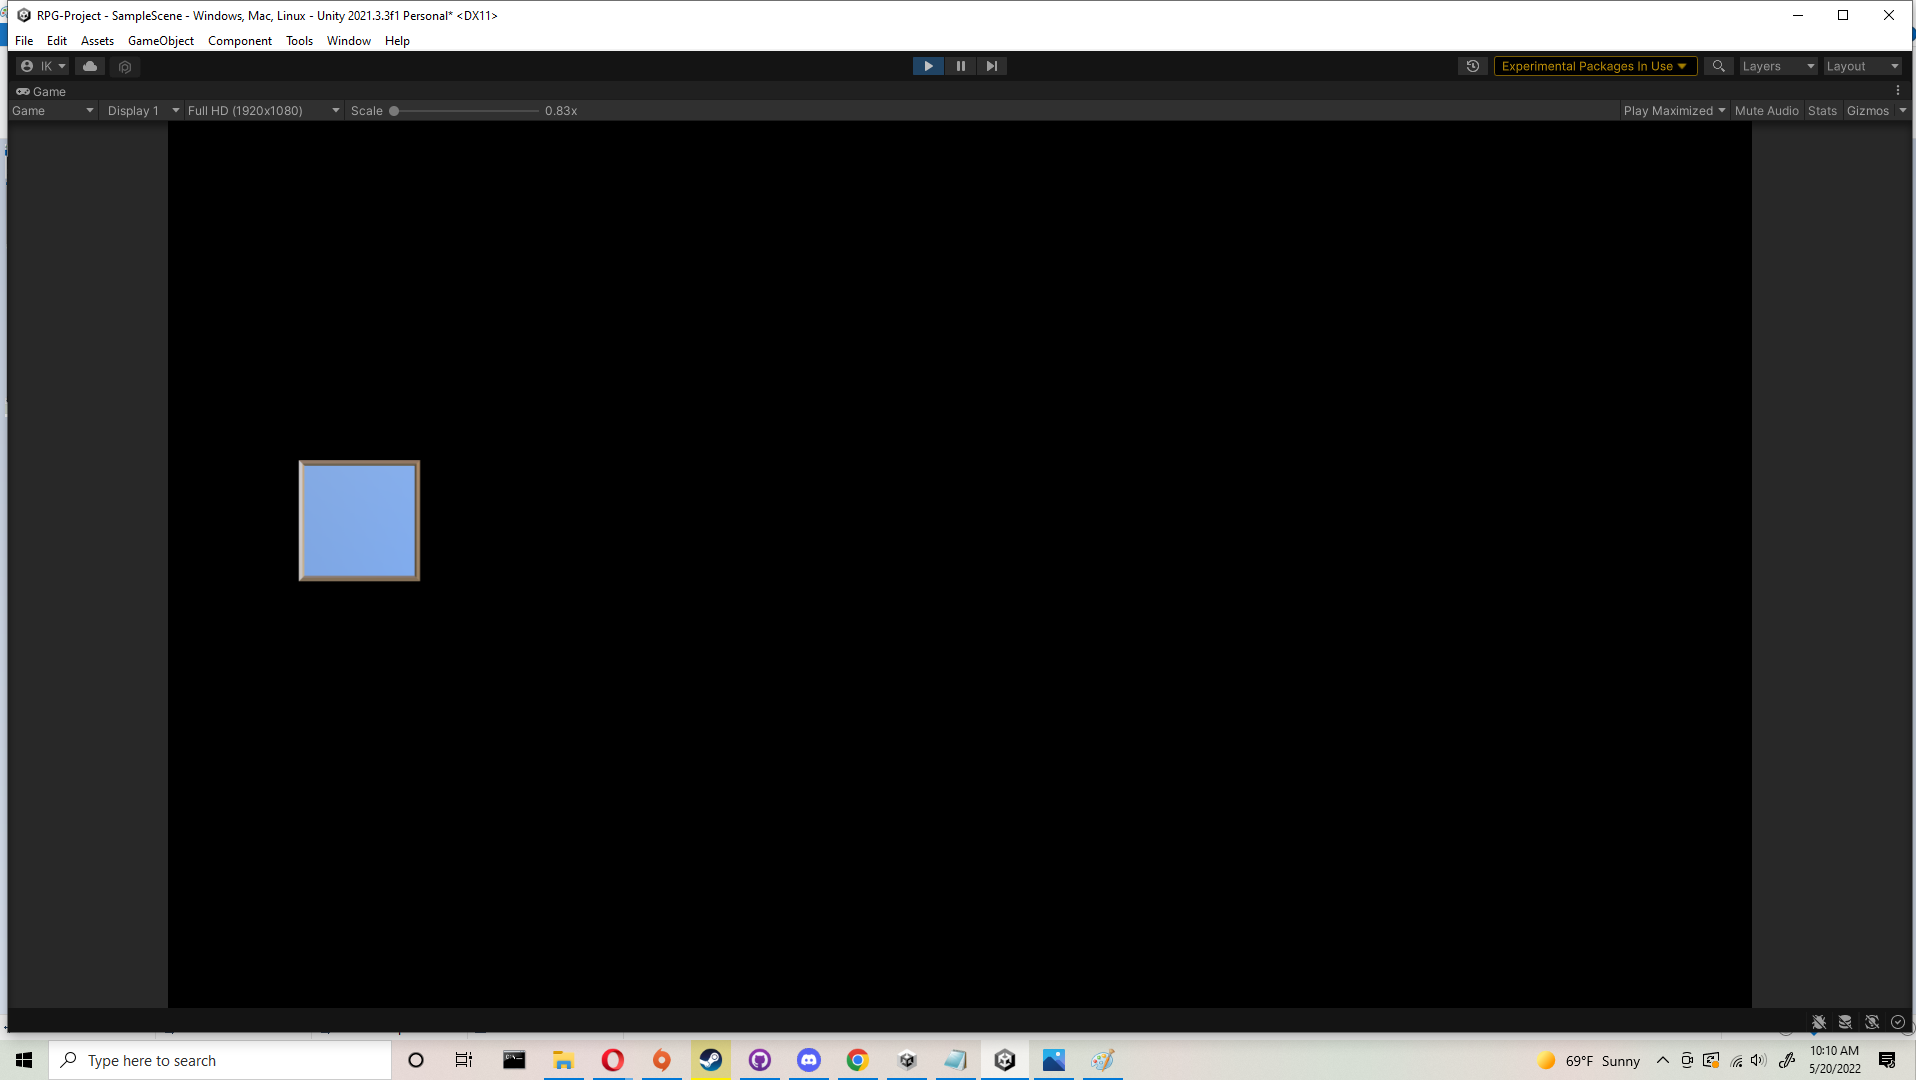 RPG-Project - SampleScene - Windows, Mac, Linux - Unity 2021.3.3f1 Personal* <DX11>
File Edit Assets GameObject Component Tools Window Help
IK Experimental Packages In Use Layers Layout
Game
Game Display 1 Full HD (1920x1080) Scale 0.83x Play Maximized Mute Audio Stats Gizmos
Type here to search 69°F Sunny 10:10 AM
5/20/2022